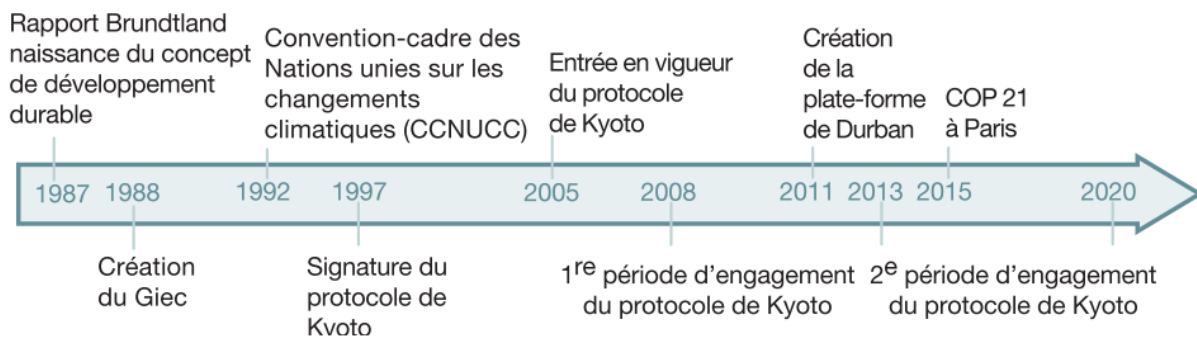 Rapport Brundtland
naissance du concept
de développement
durable
Convention-cadre des
Nations unies sur les
changements
climatiques (CCNUCC)
Entrée en vigueur
du protocole
de Kyoto
Création
de la
plate-forme
de Durban
COP 21
à Paris
1987 1988 1992 1997 2005 2008 2011 2013 2015 2020
Création
du Giec
Signature du
protocole de
Kyoto
1re période d’engagement
du protocole de Kyoto
2e période d’engagement
du protocole de Kyoto